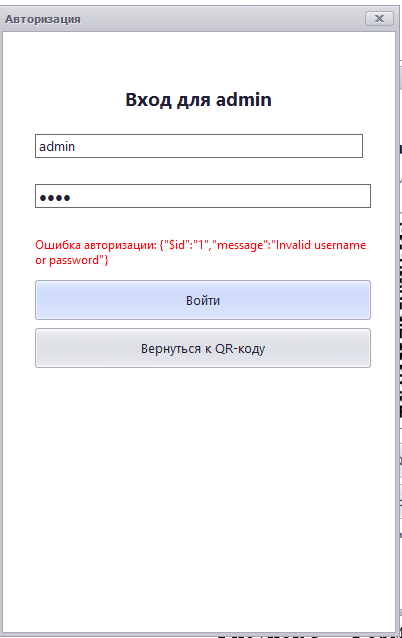 Авторизация
Вход для admin
admin
••••
Ошибка авторизации: {"$id":"1","message":"Invalid username
or password"}
Войти
Вернуться к QR-коду